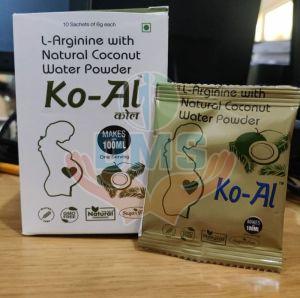 10 Sachets of 6g each
L-Arginine with
Natural Coconut
Water Powder
Ko-Al
कोल
MAKES
100ML
One Serving
Natural
L-Arginine with
Natural Coconut
Water Powder
Ko-Al™
MAKES
100ML